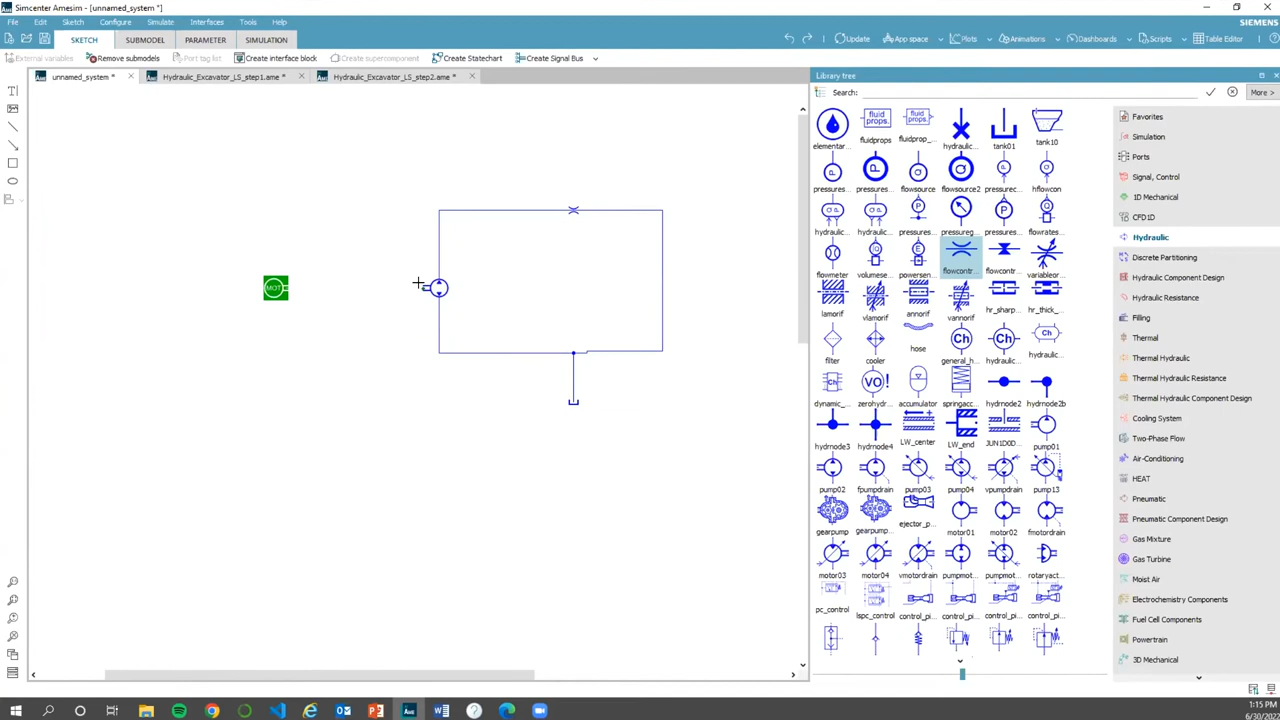 Simcenter Amesim - [unnamed_system *]
File Edit Sketch Configure Simulate Interfaces Tools Help
SIEMENS
SKETCH SUBMODEL PARAMETER SIMULATION
Update App space Plots Animations Dashboards Scripts Table Editor
External variables Remove submodels Port tag list Create interface block Create supercomponent Create Statechart Create Signal Bus
unnamed_system * Hydraulic_Excavator_LS_step1.ame * Hydraulic_Excavator_LS_step2.ame *
Library tree
Search: More >
elementar... fluidprops fluidprop_... hydraulic... tank01 tank10
pressures... pressures... flowsource flowsource2 pressurec... hflowcon
hydraulic... hydraulic... pressures... pressureg... pressures... flowrates...
flowmeter volumese... powersen... flowcontr... flowcontr... variableor...
lamorif vlamorif annorif vannorif hr_sharp... hr_thick_...
filter cooler hose general_h... hydraulic... hydraulic...
dynamic_... zerohydr... accumulator springacc... hydrnode2 hydrnode2b
hydrnode3 hydrnode4 LW_center LW_end JUN1D0D... pump01
pump02 fpumpdrain pump03 pump04 vpumpdrain pump13
gearpump gearpump... ejector_p... motor01 motor02 fmotordrain
motor03 motor04 vmotordrain pumpmot... pumpmot... rotaryact...
pc_control lspc_control control_pi... control_pi... control_pi... control_pi...
Favorites
Simulation
Ports
Signal, Control
1D Mechanical
CFD1D
Hydraulic
Discrete Partitioning
Hydraulic Component Design
Hydraulic Resistance
Filling
Thermal
Thermal Hydraulic
Thermal Hydraulic Resistance
Thermal Hydraulic Component Design
Cooling System
Two-Phase Flow
Air-Conditioning
HEAT
Pneumatic
Pneumatic Component Design
Gas Mixture
Gas Turbine
Moist Air
Electrochemistry Components
Fuel Cell Components
Powertrain
3D Mechanical
MOT
1:15 PM